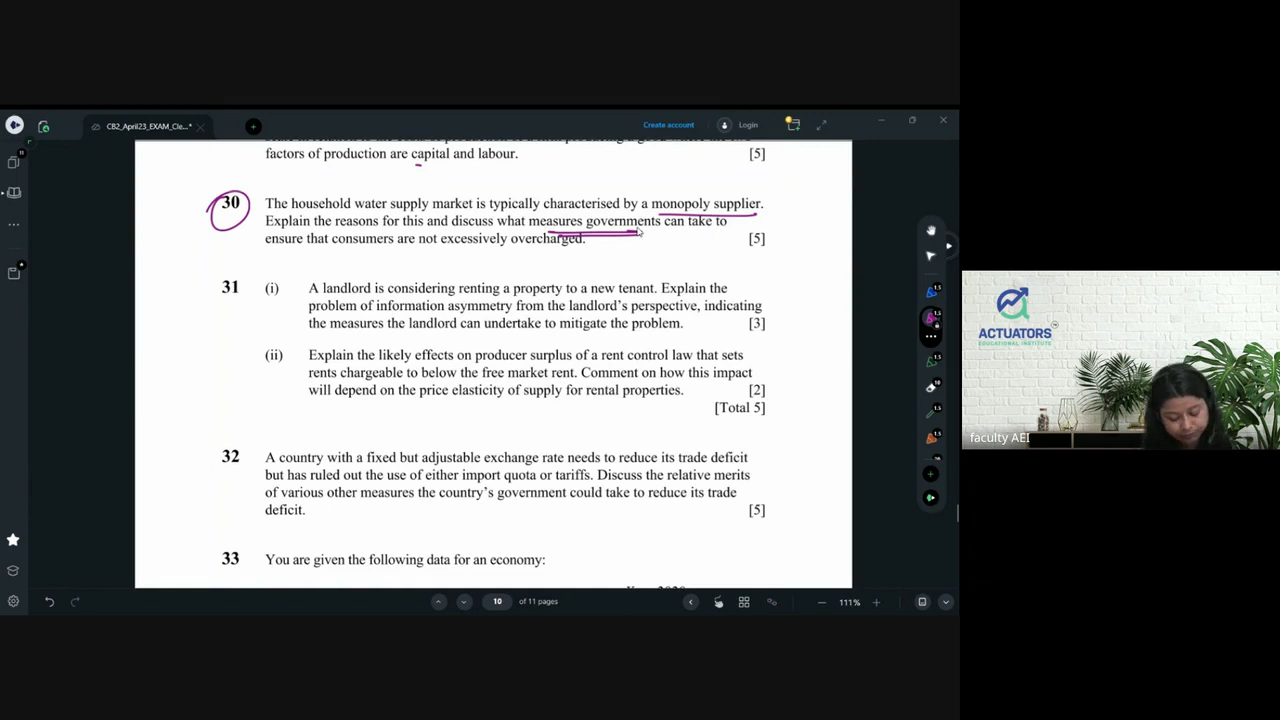 CB2_April23_EXAM_Cle...*
Create account
Login
factors of production are capital and labour. [5]
30 The household water supply market is typically characterised by a monopoly supplier.
Explain the reasons for this and discuss what measures governments can take to
ensure that consumers are not excessively overcharged. [5]
31 (i) A landlord is considering renting a property to a new tenant. Explain the
problem of information asymmetry from the landlord's perspective, indicating
the measures the landlord can undertake to mitigate the problem. [3]
(ii) Explain the likely effects on producer surplus of a rent control law that sets
rents chargeable to below the free market rent. Comment on how this impact
will depend on the price elasticity of supply for rental properties. [2]
[Total 5]
32 A country with a fixed but adjustable exchange rate needs to reduce its trade deficit
but has ruled out the use of either import quota or tariffs. Discuss the relative merits
of various other measures the country's government could take to reduce its trade
deficit. [5]
33 You are given the following data for an economy:
10 of 11 pages
111%
ACTUATORS
EDUCATIONAL INSTITUTE
faculty AEI